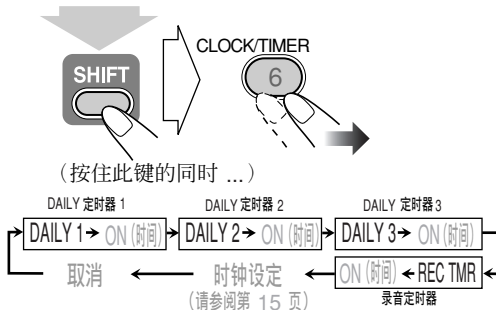 CLOCK/TIMER
SHIFT
6
（按住此键的同时 ...）
DAILY 定时器 1 DAILY 定时器 2 DAILY 定时器 3
DAILY 1 → ON (时间) → DAILY 2 → ON (时间) → DAILY 3 → ON (时间)
取消 ← 时钟设定 ← ON (时间) ← REC TMR
（请参阅第 15 页） 录音定时器